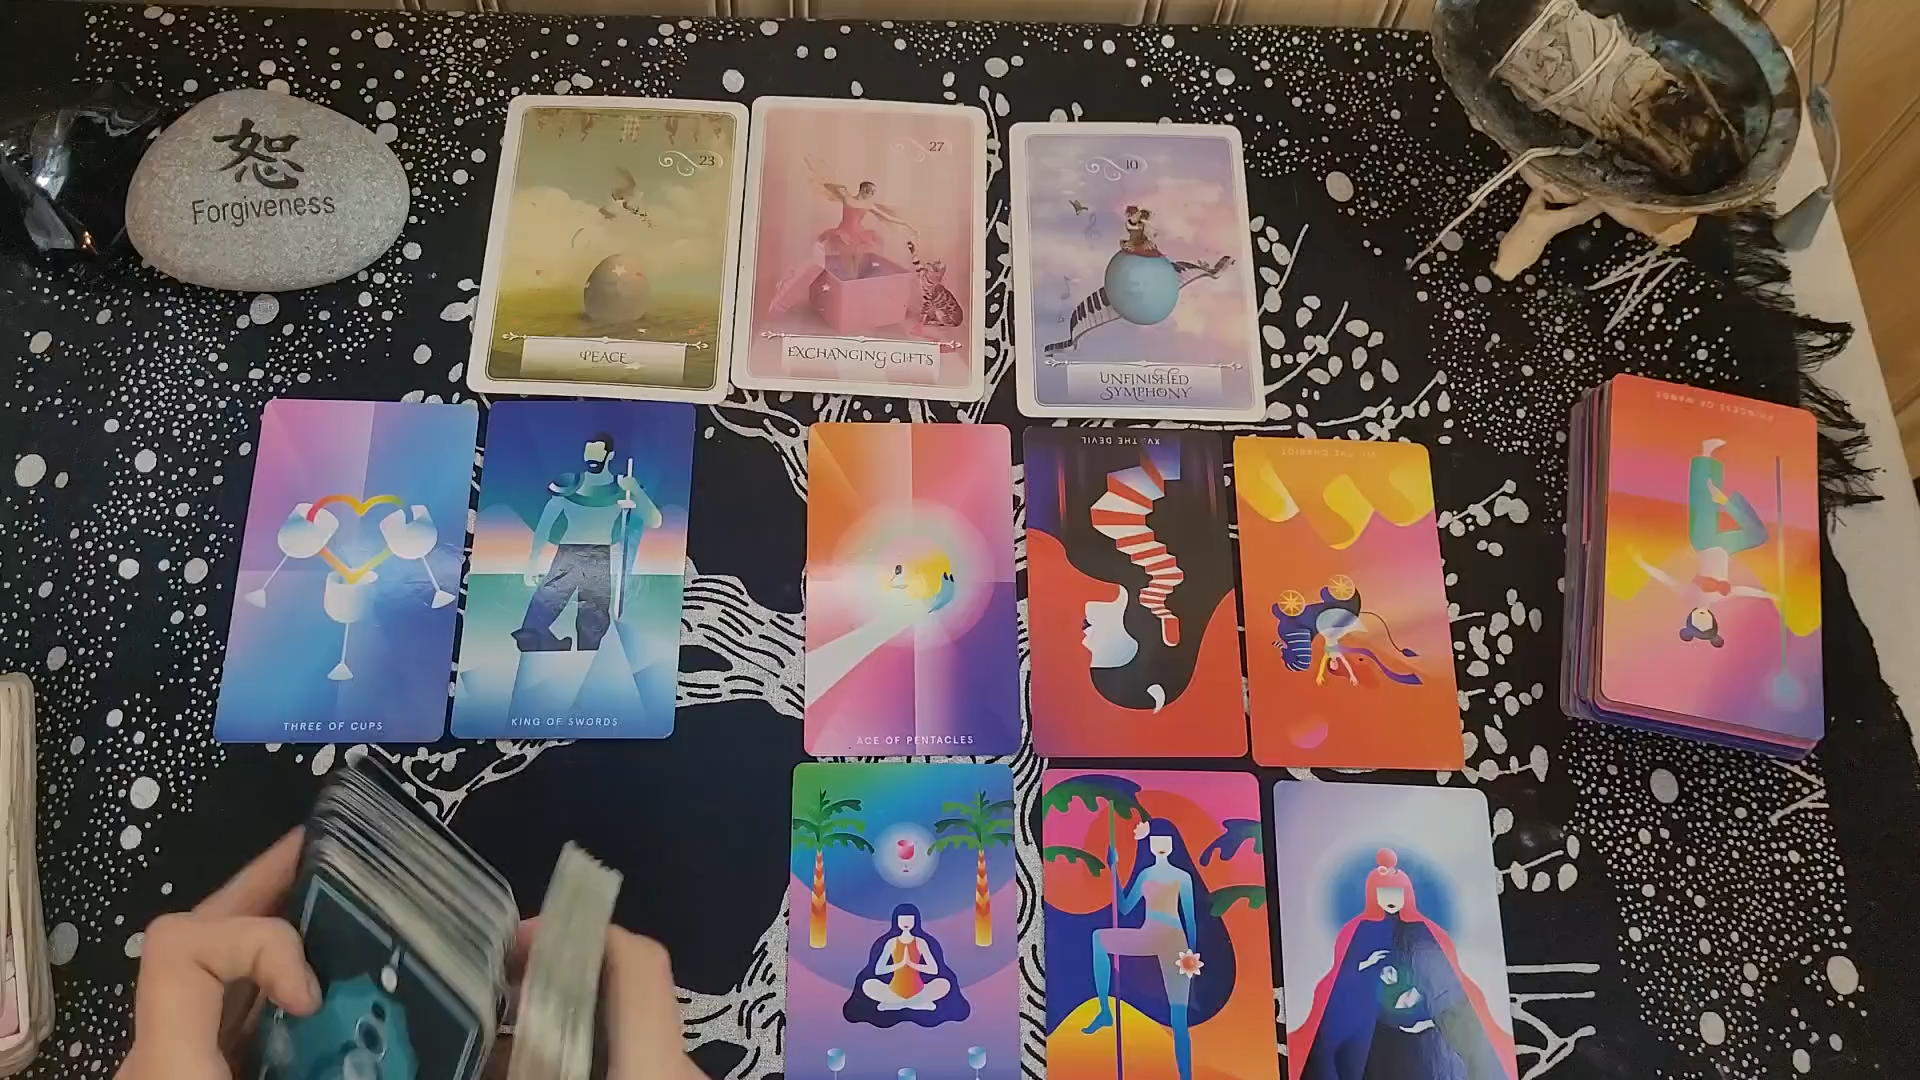 恕
Forgiveness
23
PEACE
27
EXCHANGING GIFTS
10
UNFINISHED
SYMPHONY
THREE OF CUPS
KING OF SWORDS
ACE OF PENTACLES
XV. THE DEVIL
VII. THE CHARIOT
PRINCESS OF WANDS